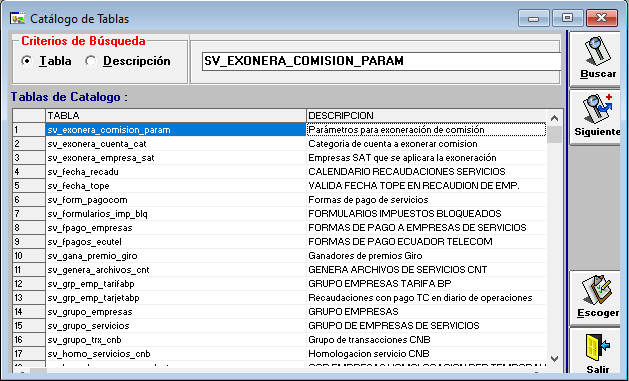 Catálogo de Tablas
Criterios de Búsqueda
Tabla Descripción
SV_EXONERA_COMISION_PARAM
Buscar
Siguiente
Escoger
Salir
Tablas de Catalogo :
TABLA DESCRIPCION
1 sv_exonera_comision_param Parámetros para exoneración de comisión
2 sv_exonera_cuenta_cat Categoria de cuenta a exonerar comision
3 sv_exonera_empresa_sat Empresas SAT que se aplicara la exoneración
4 sv_fecha_recadu CALENDARIO RECAUDACIONES SERVICIOS
5 sv_fecha_tope VALIDA FECHA TOPE EN RECAUDION DE EMP.
6 sv_form_pagocom Formas de pago de servicios
7 sv_formularios_imp_blq FORMULARIOS IMPUESTOS BLOQUEADOS
8 sv_fpago_empresas FORMAS DE PAGO A EMPRESAS DE SERVICIOS
9 sv_fpagos_ecutel FORMAS DE PAGO ECUADOR TELECOM
10 sv_gana_premio_giro Ganadores de premios Giro
11 sv_genera_archivos_cnt GENERA ARCHIVOS DE SERVICIOS CNT
12 sv_grp_emp_tarifabp GRUPO EMPRESAS TARIFA BP
13 sv_grp_emp_tarjetabp Recaudaciones con pago TC en diario de operaciones
14 sv_grupo_empresas GRUPO EMPRESAS
15 sv_grupo_servicios GRUPO DE EMPRESAS DE SERVICIOS
16 sv_grupo_trx_cnb Grupo de transacciones CNB
17 sv_homo_servicios_cnb Homologacion servicio CNB